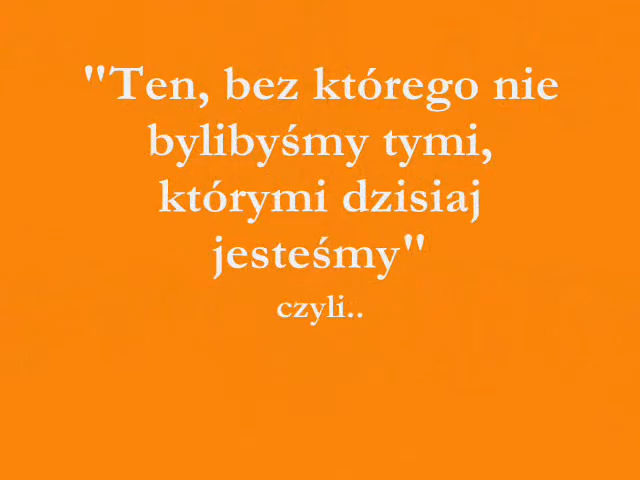 "Ten, bez którego nie
bylibyśmy tymi,
którymi dzisiaj
jesteśmy"
czyli..